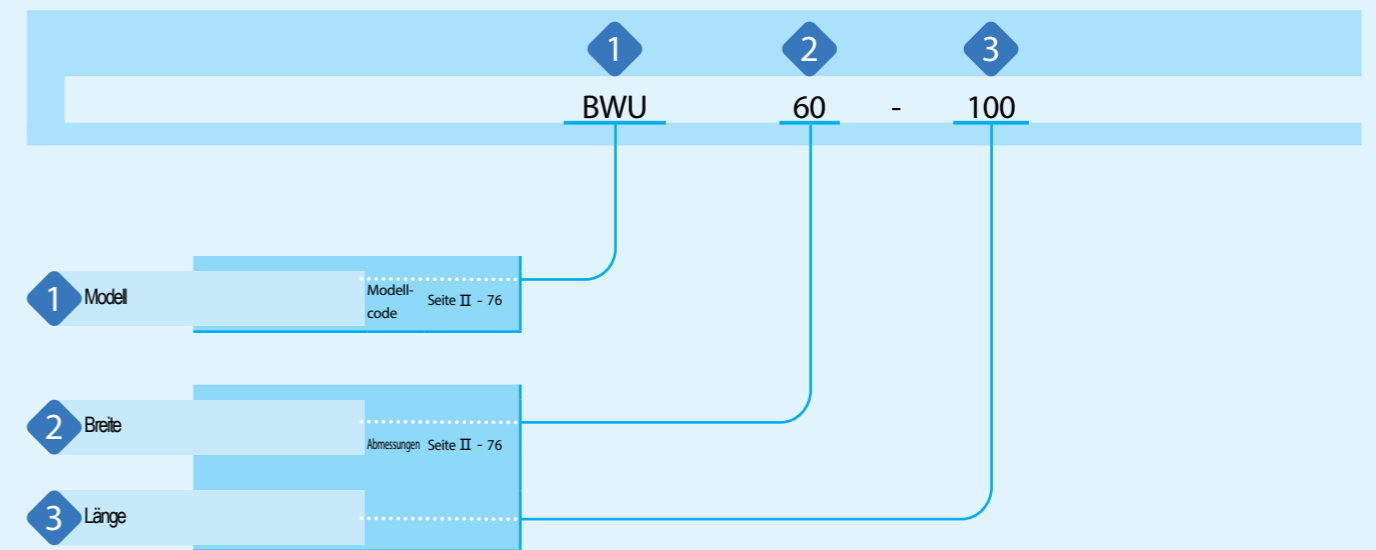 1 2 3
BWU 60 - 100
1 Modell
Modell-
code
Seite Ⅱ - 76
2 Breite
Abmessungen Seite Ⅱ - 76
3 Länge